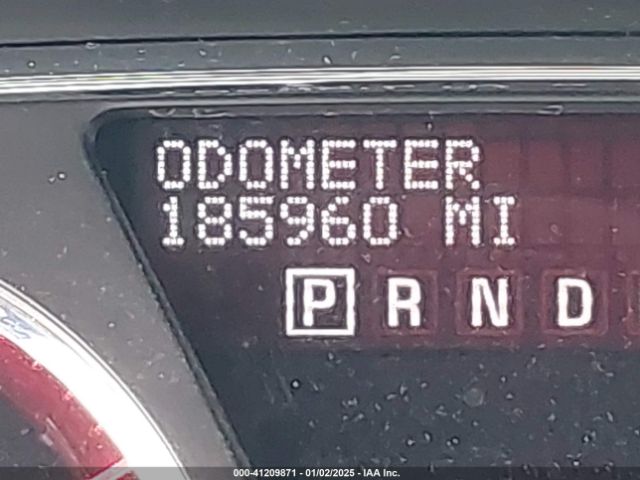 ODOMETER
185960 MI
P R N D
000-41209871 - 01/02/2025 - IAA Inc.